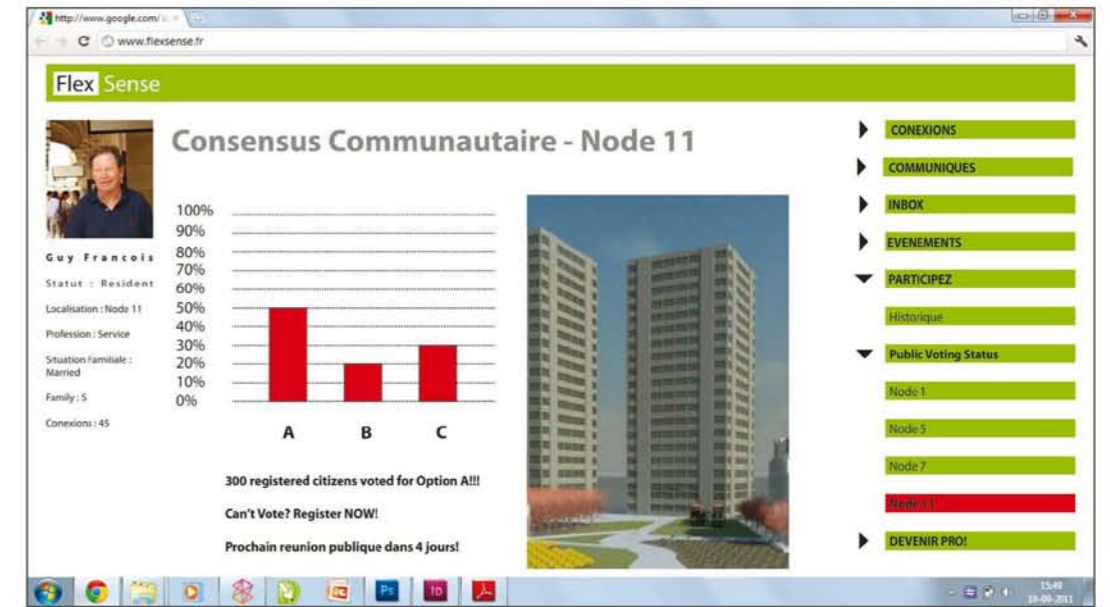 http://www.google.com/
www.flexsense.fr
Flex Sense
Consensus Communautaire - Node 11
Guy Francois
Statut : Resident
Localisation : Node 11
Profession : Service
Situation Familiale :
Married
Family : 5
Conexions : 45
100%
90%
80%
70%
60%
50%
40%
30%
20%
10%
0%
A B C
300 registered citizens voted for Option A!!!
Can't Vote? Register NOW!
Prochain reunion publique dans 4 jours!
CONEXIONS
COMMUNIQUES
INBOX
EVENEMENTS
PARTICIPEZ
Historique
Public Voting Status
Node 1
Node 5
Node 7
Node 11
DEVENIR PRO!
Ps
ID
15:49
18-09-2011